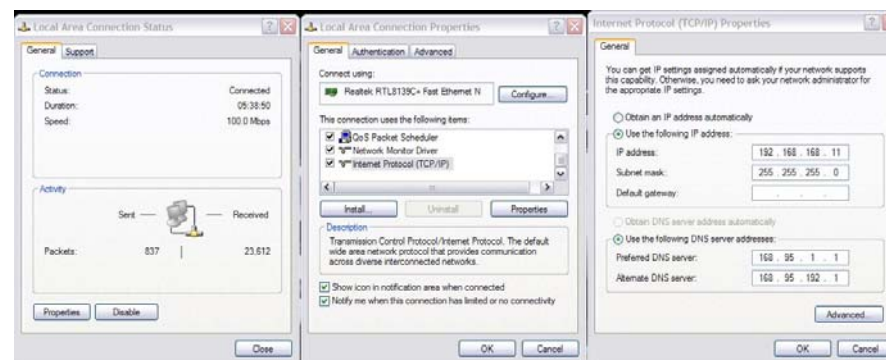 Local Area Connection Status
General
Support
Connection
Status:
Connected
Duration:
05:38:50
Speed:
100.0 Mbps
Activity
Sent
Received
Packets:
837
23,612
Properties
Disable
Close
Local Area Connection Properties
General
Authentication
Advanced
Connect using:
Realtek RTL8139C+ Fast Ethernet N
Configure...
This connection uses the following items:
QoS Packet Scheduler
Network Monitor Driver
Internet Protocol (TCP/IP)
Install...
Uninstall
Properties
Description
Transmission Control Protocol/Internet Protocol. The default
wide area network protocol that provides communication
across diverse interconnected networks.
Show icon in notification area when connected
Notify me when this connection has limited or no connectivity
OK
Cancel
Internet Protocol (TCP/IP) Properties
General
You can get IP settings assigned automatically if your network supports
this capability. Otherwise, you need to ask your network administrator for
the appropriate IP settings.
Obtain an IP address automatically
Use the following IP address:
IP address:
192 . 168 . 168 . 11
Subnet mask:
255 . 255 . 255 . 0
Default gateway:
Obtain DNS server address automatically
Use the following DNS server addresses:
Preferred DNS server:
168 . 95 . 1 . 1
Alternate DNS server:
168 . 95 . 192 . 1
Advanced...
OK
Cancel